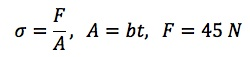 σ = F/A, A = bt, F = 45 N